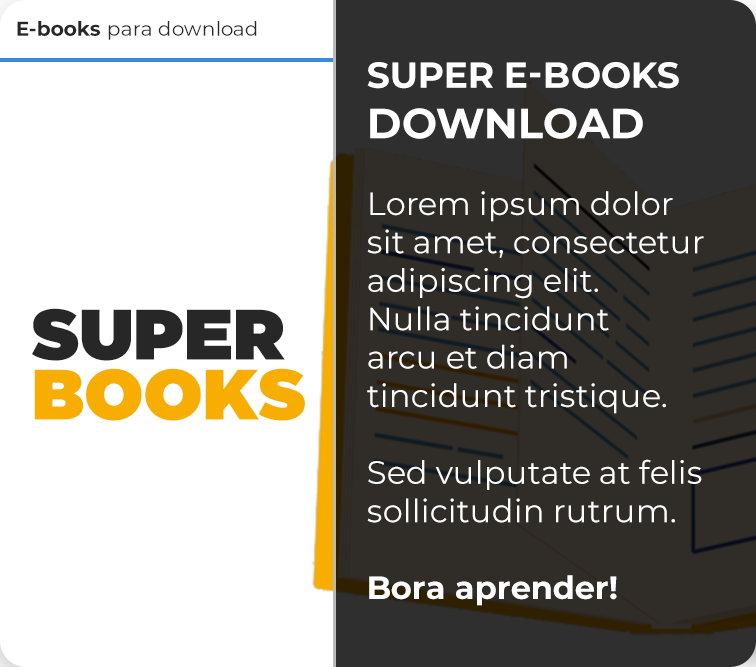 E-books para download
SUPER
BOOKS
SUPER E-BOOKS
DOWNLOAD
Lorem ipsum dolor
sit amet, consectetur
adipiscing elit.
Nulla tincidunt
arcu et diam
tincidunt tristique.
Sed vulputate at felis
sollicitudin rutrum.
Bora aprender!